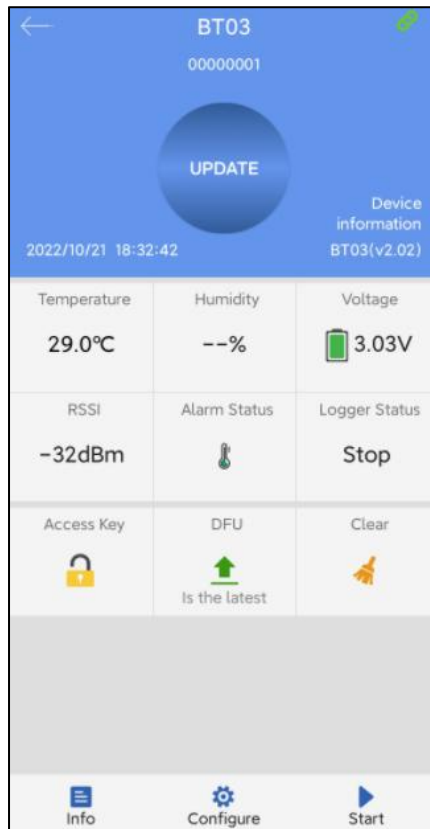 BT03
00000001
UPDATE
Device
information
2022/10/21 18:32:42
BT03(v2.02)
Temperature
Humidity
Voltage
29.0℃
--%
3.03V
RSSI
Alarm Status
Logger Status
-32dBm
Stop
Access Key
DFU
Clear
Is the latest
Info
Configure
Start